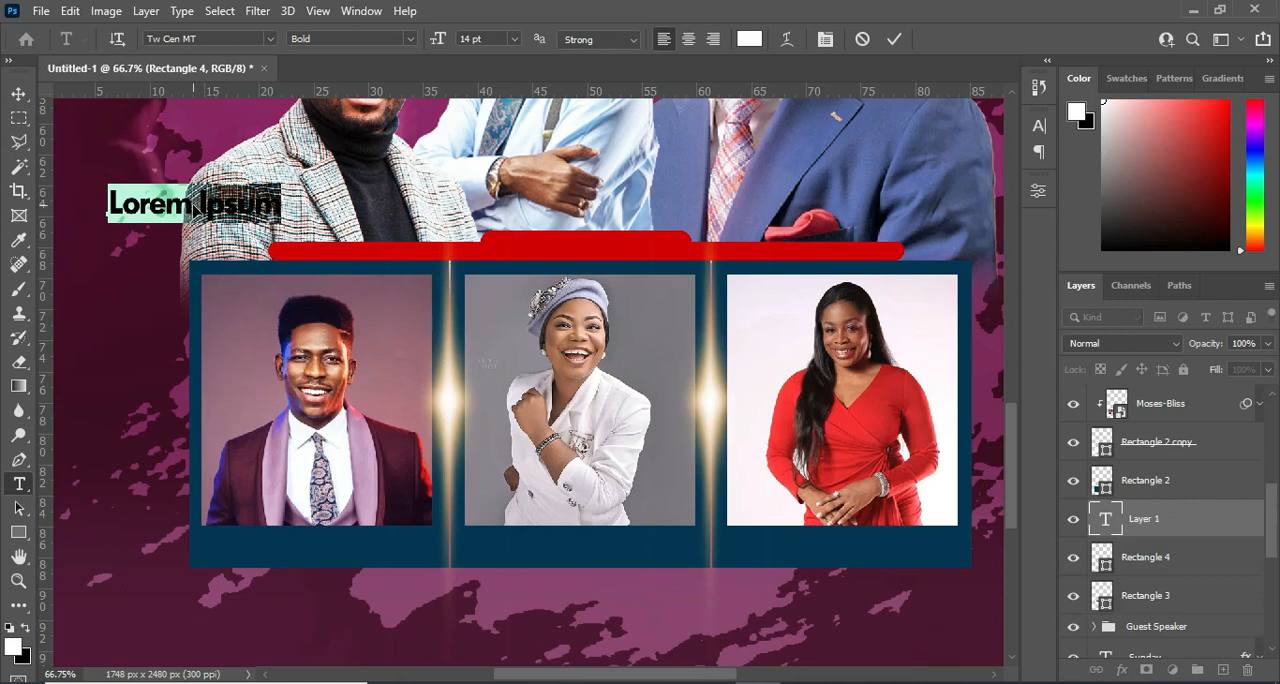 Ps File Edit Image Layer Type Select Filter 3D View Window Help
T Tw Cen MT Bold 14 pt Strong
Untitled-1 @ 66.7% (Rectangle 4, RGB/8) * ×
5 10 15 20 25 30 35 40 45 50 55 60 65 70 75 80 85
Lorem Ipsum
Color Swatches Patterns Gradients
Layers Channels Paths
Kind
Normal Opacity: 100%
Lock: Fill: 100%
Moses-Bliss
Rectangle 2 copy
Rectangle 2
Layer 1
Rectangle 4
Rectangle 3
Guest Speaker
Sunday fx
66.75% 1748 px x 2480 px (300 ppi)